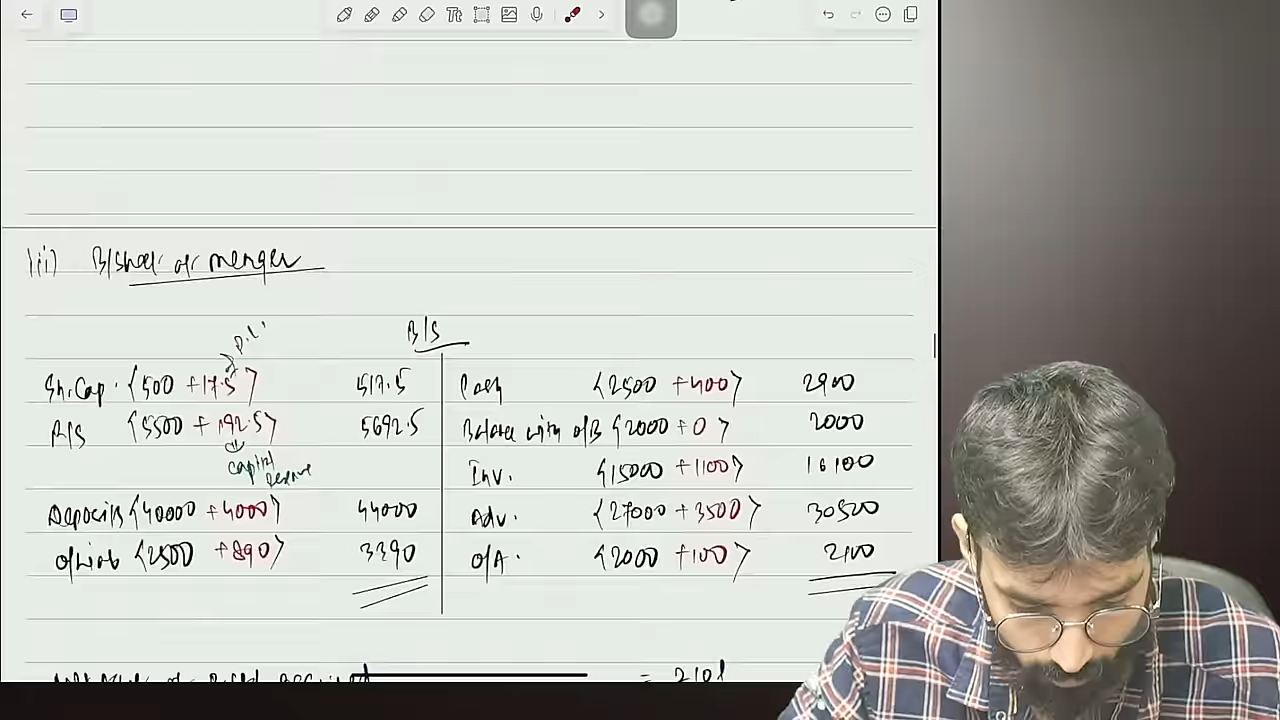 Tt
iii) B/Sheet af. merger
B/S
P.C.
Sh. Cap. {500 + 17.5} 517.5
R/S {5500 + 192.5} 5692.5
capital Reserve
Deposits {40000 + 4000} 44000
O/Liab {2500 + 890} 3390
Cash {2500 + 400} 2900
Balance with O/B {2000 + 0} 2000
Inv. {15000 + 1100} 16100
Adv. {27000 + 3500} 30500
O/A. {2000 + 100} 2100